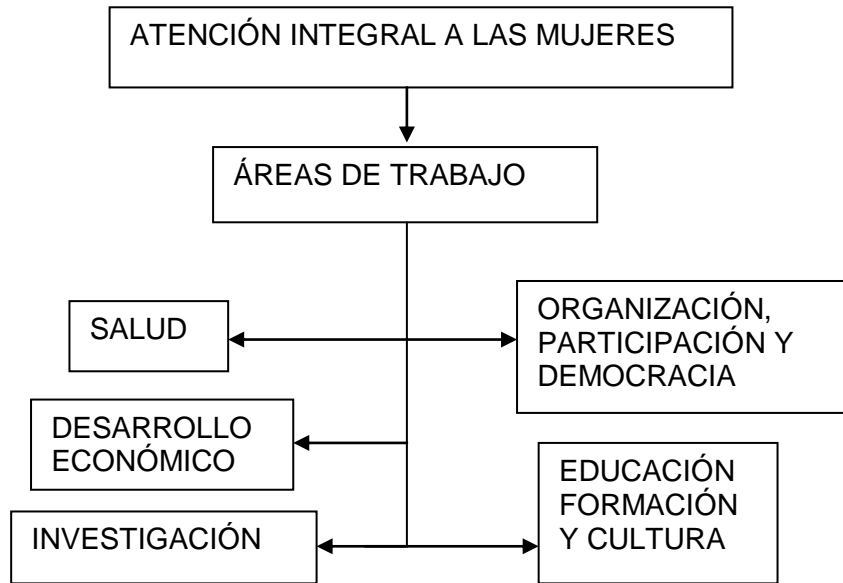 ATENCIÓN INTEGRAL A LAS MUJERES
ÁREAS DE TRABAJO
SALUD
ORGANIZACIÓN,
PARTICIPACIÓN Y
DEMOCRACIA
DESARROLLO
ECONÓMICO
EDUCACIÓN
FORMACIÓN
Y CULTURA
INVESTIGACIÓN